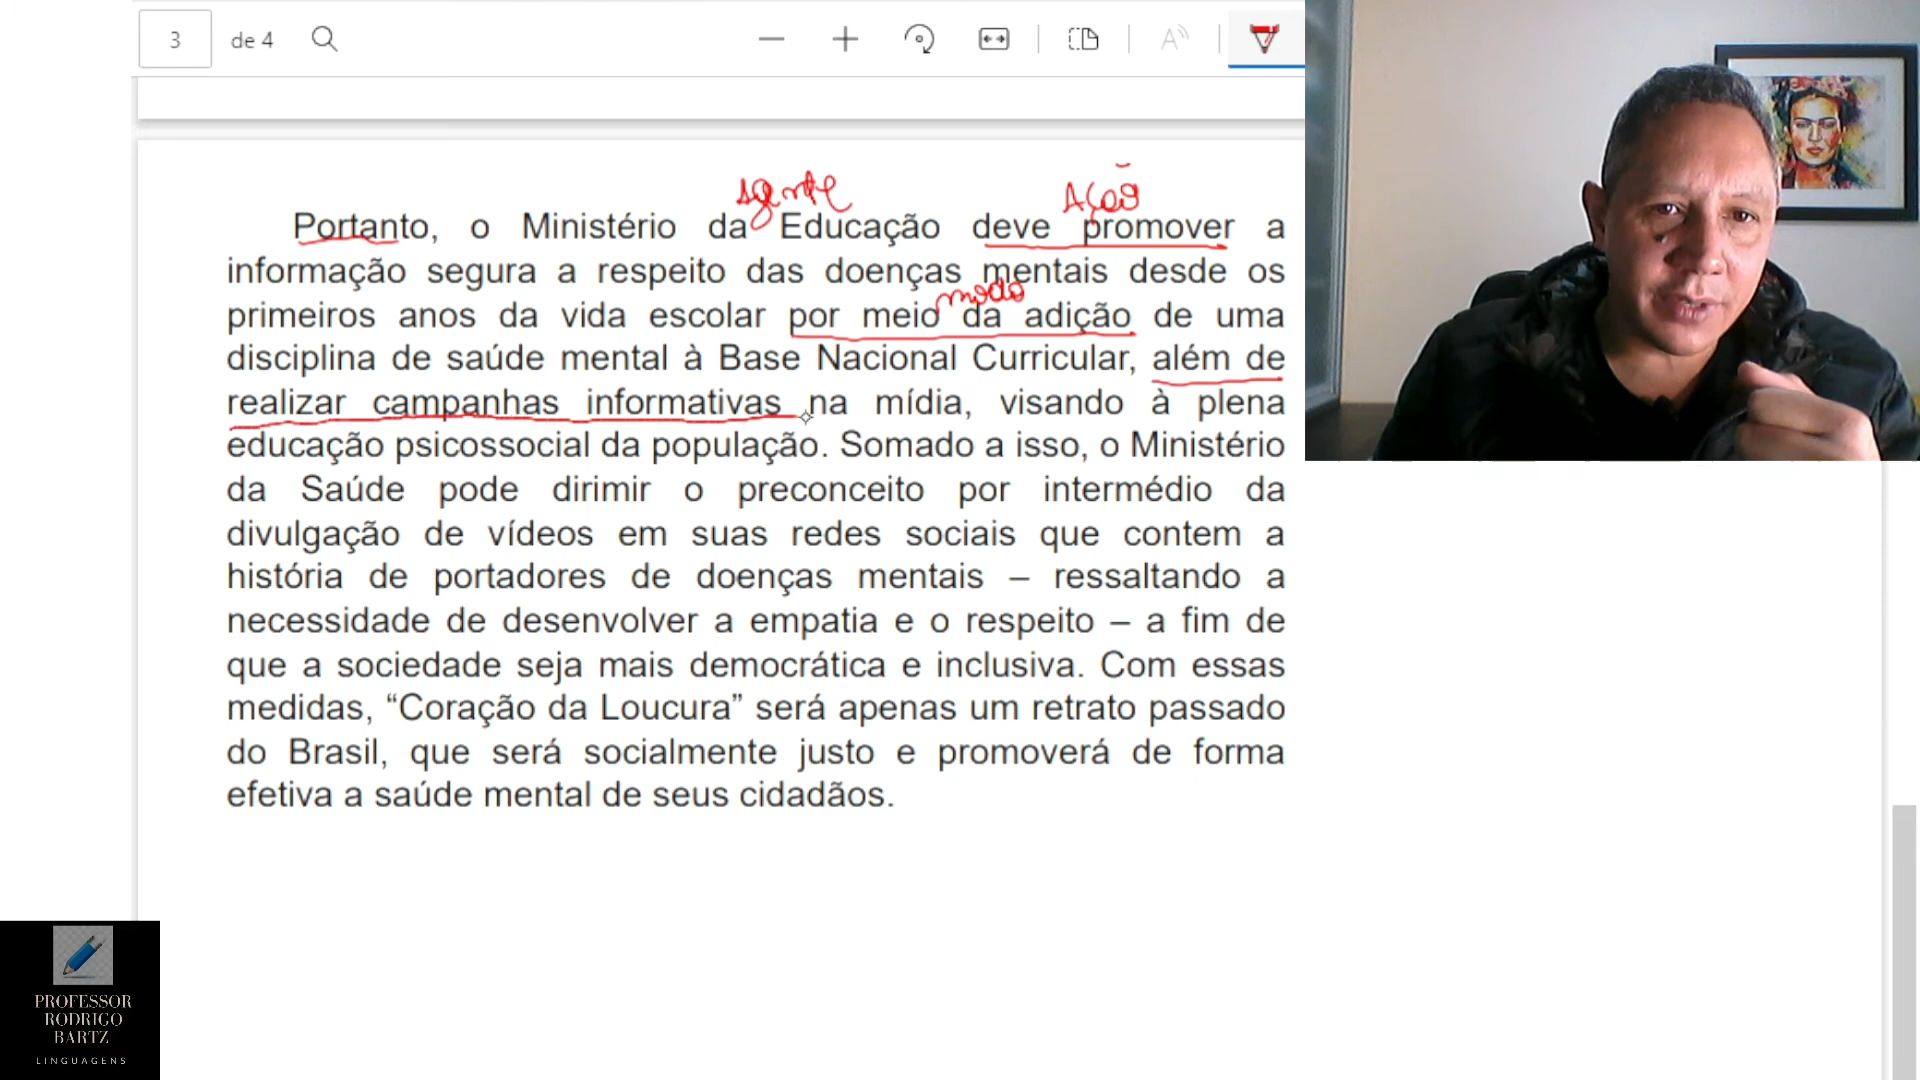 3 de 4
Agente Ação
Portanto, o Ministério da Educação deve promover a
informação segura a respeito das doenças mentais desde os
modo
primeiros anos da vida escolar por meio da adição de uma
disciplina de saúde mental à Base Nacional Curricular, além de
realizar campanhas informativas na mídia, visando à plena
educação psicossocial da população. Somado a isso, o Ministério
da Saúde pode dirimir o preconceito por intermédio da
divulgação de vídeos em suas redes sociais que contem a
história de portadores de doenças mentais – ressaltando a
necessidade de desenvolver a empatia e o respeito – a fim de
que a sociedade seja mais democrática e inclusiva. Com essas
medidas, “Coração da Loucura” será apenas um retrato passado
do Brasil, que será socialmente justo e promoverá de forma
efetiva a saúde mental de seus cidadãos.
PROFESSOR
RODRIGO
BARTZ
LINGUAGENS